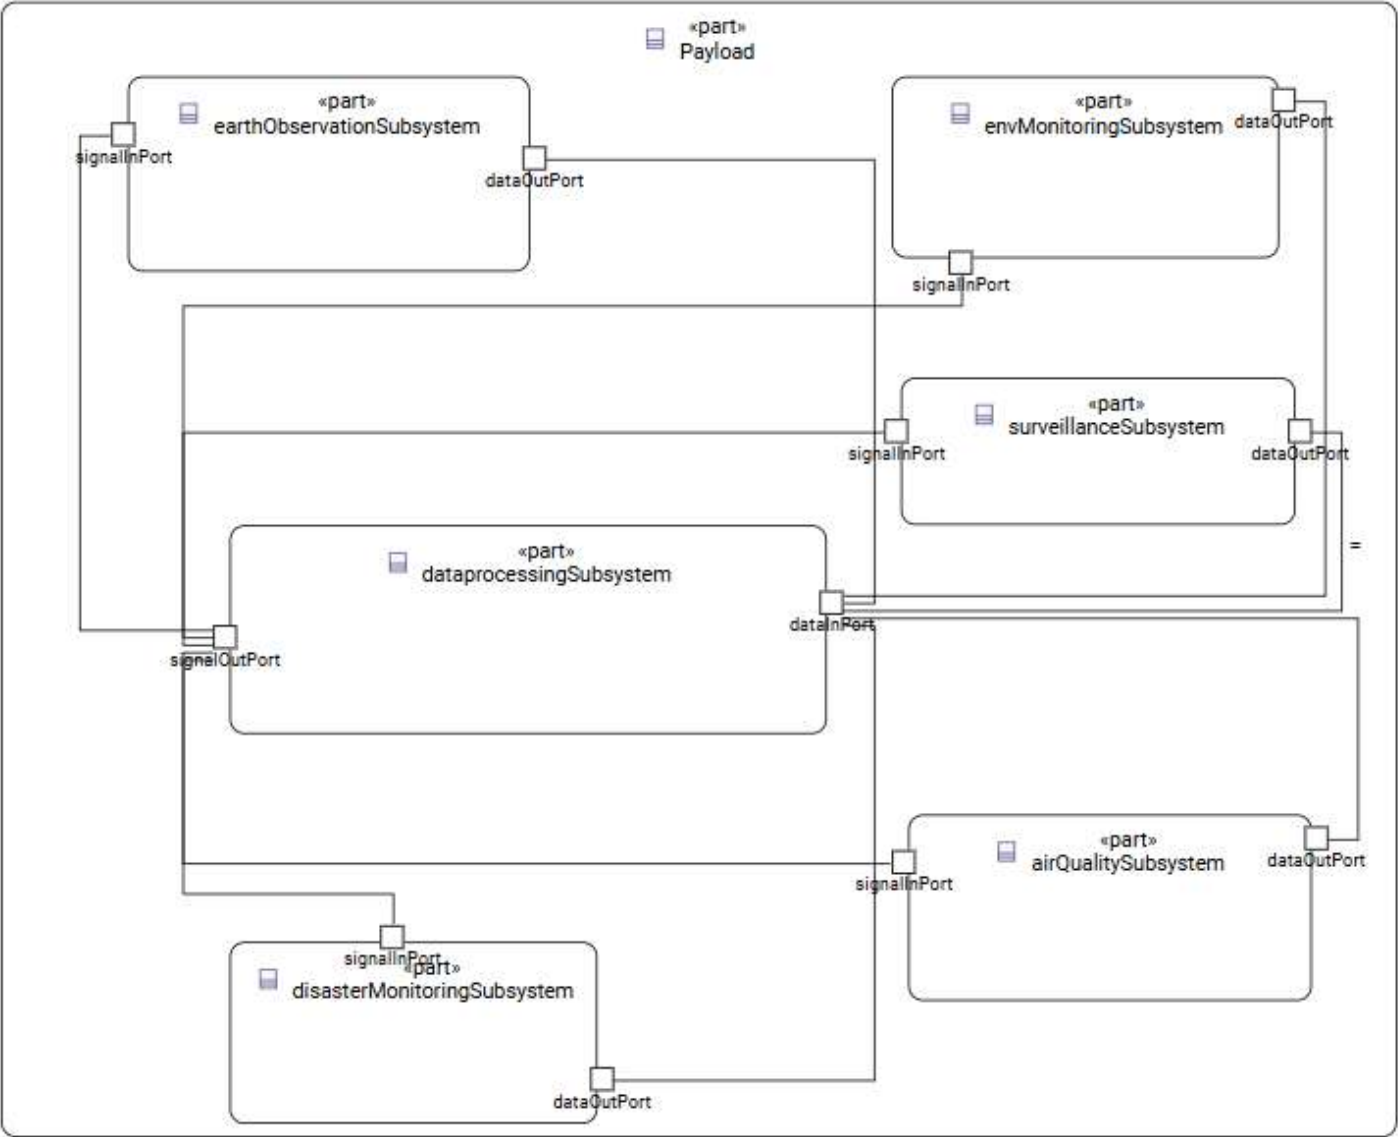 «part»
Payload
«part»
earthObservationSubsystem
signalInPort
dataOutPort
«part»
envMonitoringSubsystem
dataOutPort
signalInPort
«part»
surveillanceSubsystem
signalInPort
dataOutPort
=
«part»
dataprocessingSubsystem
dataInPort
signalOutPort
«part»
airQualitySubsystem
dataOutPort
signalInPort
signalInPort
«part»
disasterMonitoringSubsystem
dataOutPort